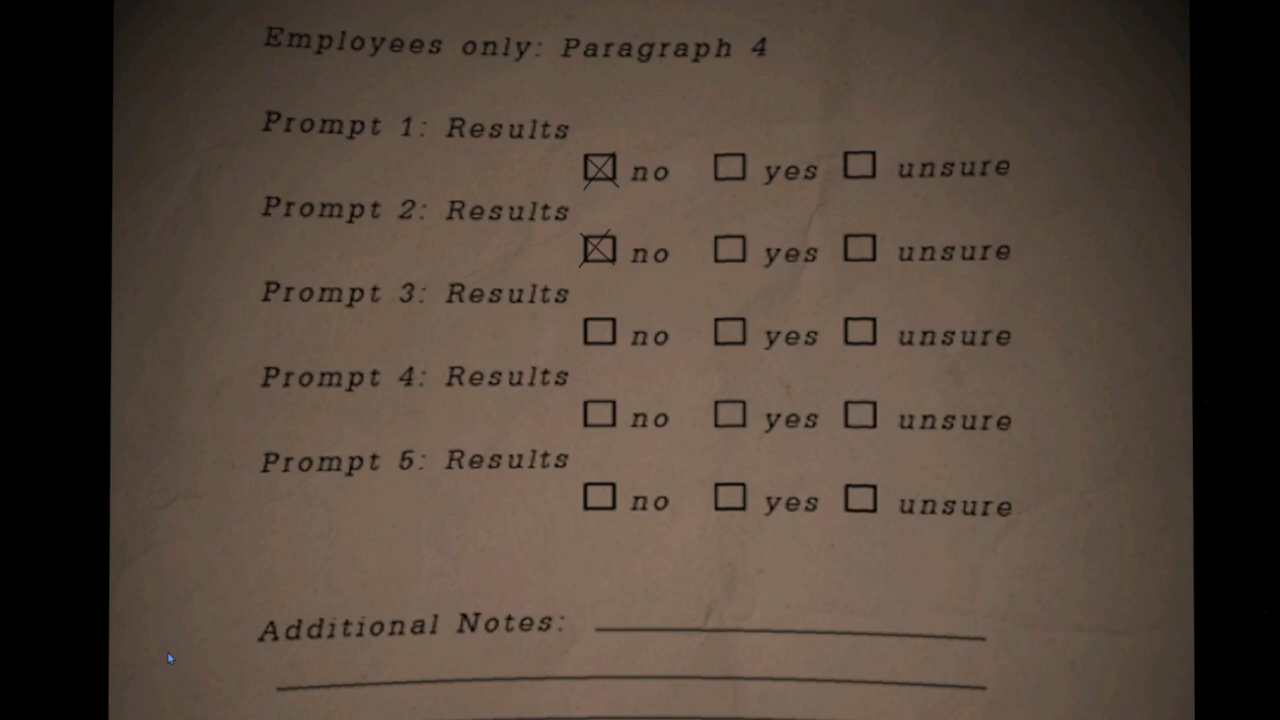 Employees only: Paragraph 4
Prompt 1: Results
no yes unsure
Prompt 2: Results
no yes unsure
Prompt 3: Results
no yes unsure
Prompt 4: Results
no yes unsure
Prompt 5: Results
no yes unsure
Additional Notes: